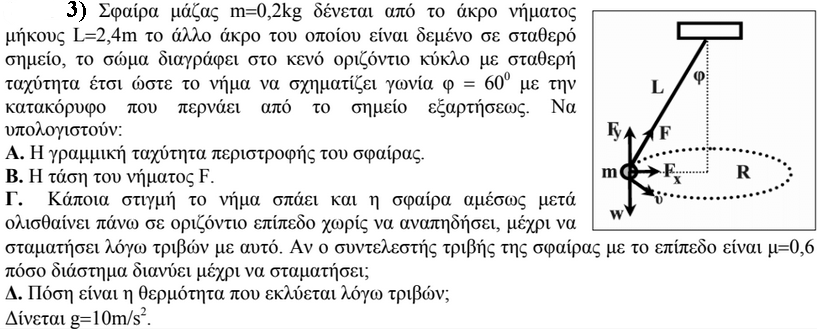 3) Σφαίρα μάζας m=0,2kg δένεται από το άκρο νήματος
μήκους L=2,4m το άλλο άκρο του οποίου είναι δεμένο σε σταθερό
σημείο, το σώμα διαγράφει στο κενό οριζόντιο κύκλο με σταθερή
ταχύτητα έτσι ώστε το νήμα να σχηματίζει γωνία φ = 60⁰ με την
κατακόρυφο που περνάει από το σημείο εξαρτήσεως. Να
υπολογιστούν:
Α. Η γραμμική ταχύτητα περιστροφής του σφαίρας.
Β. Η τάση του νήματος F.
Γ. Κάποια στιγμή το νήμα σπάει και η σφαίρα αμέσως μετά
ολισθαίνει πάνω σε οριζόντιο επίπεδο χωρίς να αναπηδήσει, μέχρι να
σταματήσει λόγω τριβών με αυτό. Αν ο συντελεστής τριβής της σφαίρας με το επίπεδο είναι μ=0,6
πόσο διάστημα διανύει μέχρι να σταματήσει;
Δ. Πόση είναι η θερμότητα που εκλύεται λόγω τριβών;
Δίνεται g=10m/s².
φ
L
Fy
F
m
Fx
R
υ
w